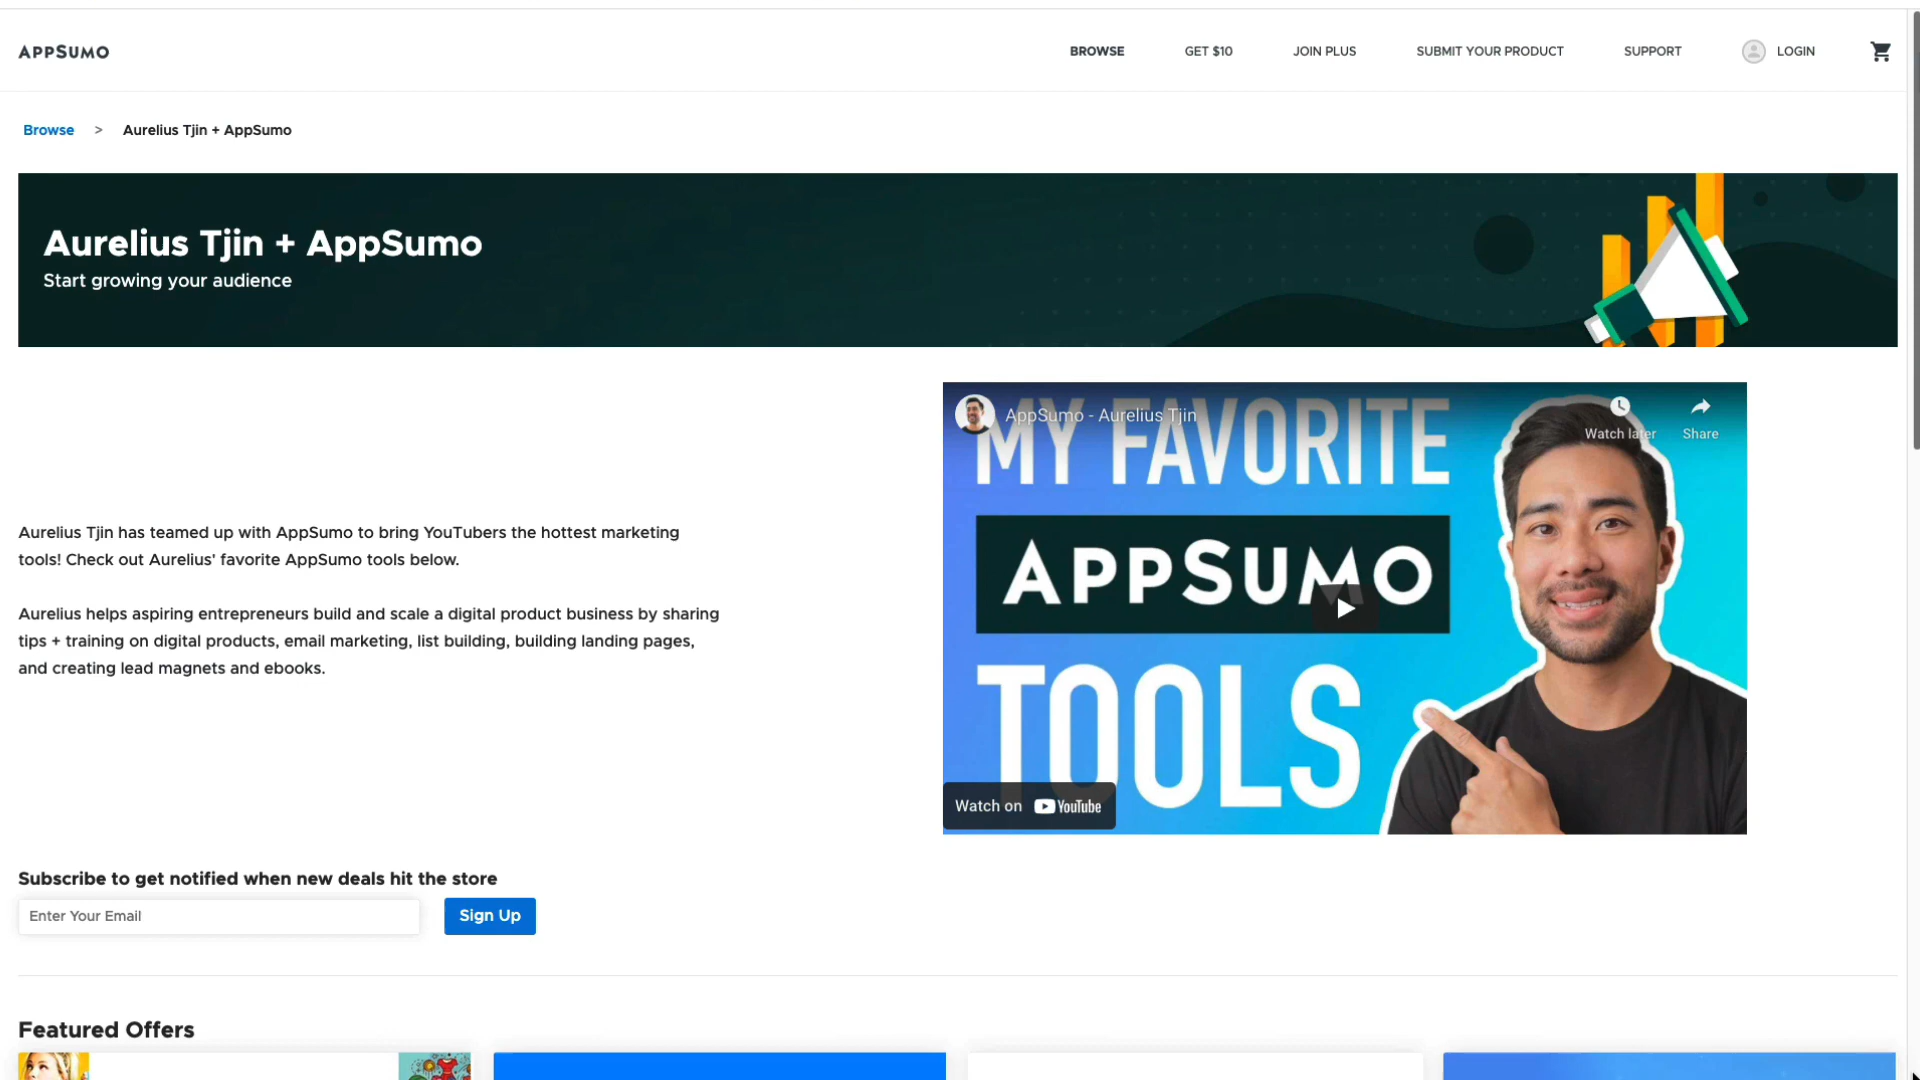 APPSUMO
BROWSE
GET $10
JOIN PLUS
SUBMIT YOUR PRODUCT
SUPPORT
LOGIN
Browse > Aurelius Tjin + AppSumo
Aurelius Tjin + AppSumo
Start growing your audience
AppSumo - Aurelius Tjin
Watch later
Share
MY FAVORITE
APPSUMO
TOOLS
Watch on YouTube
Aurelius Tjin has teamed up with AppSumo to bring YouTubers the hottest marketing
tools! Check out Aurelius' favorite AppSumo tools below.
Aurelius helps aspiring entrepreneurs build and scale a digital product business by sharing
tips + training on digital products, email marketing, list building, building landing pages,
and creating lead magnets and ebooks.
Subscribe to get notified when new deals hit the store
Enter Your Email
Sign Up
Featured Offers